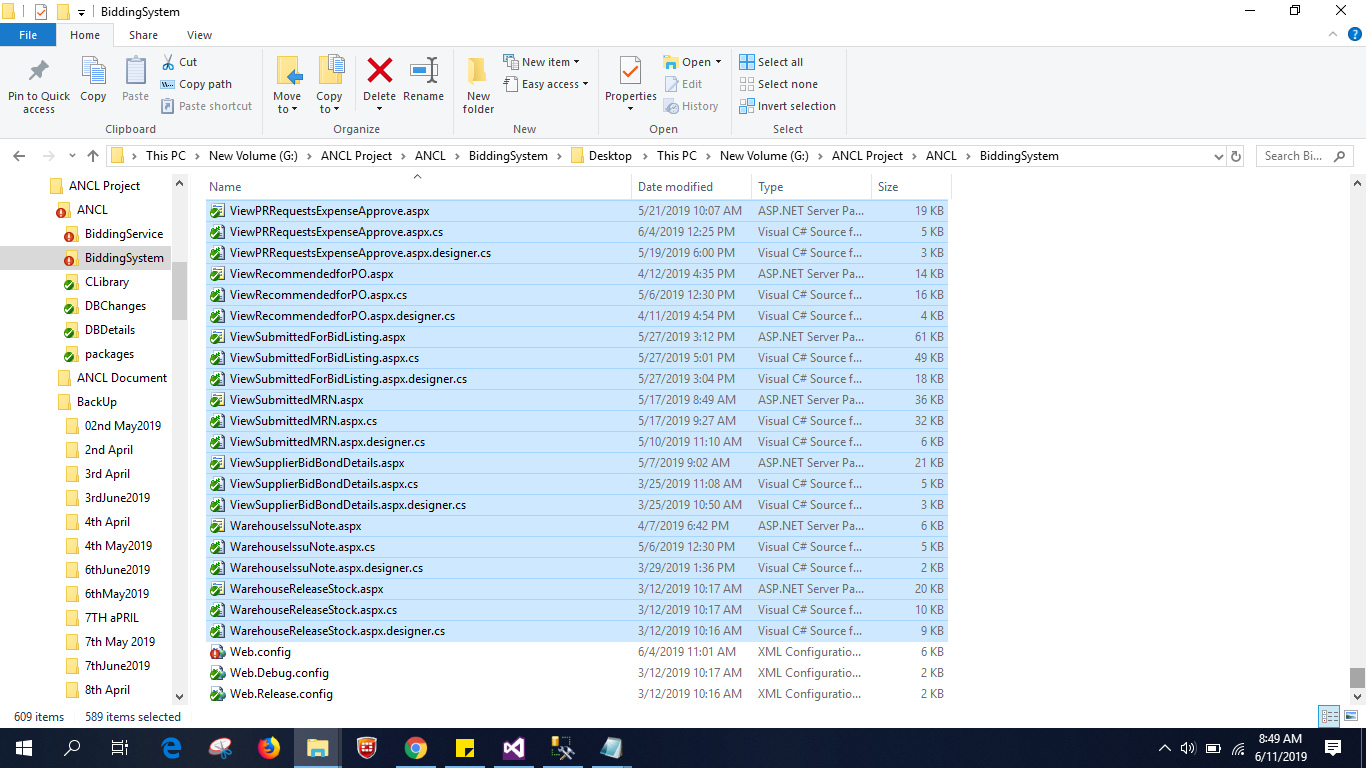 BiddingSystem
File Home Share View
Pin to Quick access
Copy
Paste
Cut
Copy path
Paste shortcut
Clipboard
Move to
Copy to
Delete
Rename
Organize
New folder
New item
Easy access
New
Properties
Open
Edit
History
Open
Select all
Select none
Invert selection
Select
This PC New Volume (G:) ANCL Project ANCL BiddingSystem Desktop This PC New Volume (G:) ANCL Project ANCL BiddingSystem
Search Bi...
ANCL Project
ANCL
BiddingService
BiddingSystem
CLibrary
DBChanges
DBDetails
packages
ANCL Document
BackUp
02nd May2019
2nd April
3rd April
3rdJune2019
4th April
4th May2019
6thJune2019
6thMay2019
7TH aPRIL
7th May 2019
7thJune2019
8th April
Name Date modified Type Size
ViewPRRequestsExpenseApprove.aspx 5/21/2019 10:07 AM ASP.NET Server Pa... 19 KB
ViewPRRequestsExpenseApprove.aspx.cs 6/4/2019 12:25 PM Visual C# Source f... 5 KB
ViewPRRequestsExpenseApprove.aspx.designer.cs 5/19/2019 6:00 PM Visual C# Source f... 3 KB
ViewRecommendedforPO.aspx 4/12/2019 4:35 PM ASP.NET Server Pa... 14 KB
ViewRecommendedforPO.aspx.cs 5/6/2019 12:30 PM Visual C# Source f... 16 KB
ViewRecommendedforPO.aspx.designer.cs 4/11/2019 4:54 PM Visual C# Source f... 4 KB
ViewSubmittedForBidListing.aspx 5/27/2019 3:12 PM ASP.NET Server Pa... 61 KB
ViewSubmittedForBidListing.aspx.cs 5/27/2019 5:01 PM Visual C# Source f... 49 KB
ViewSubmittedForBidListing.aspx.designer.cs 5/27/2019 3:04 PM Visual C# Source f... 18 KB
ViewSubmittedMRN.aspx 5/17/2019 8:49 AM ASP.NET Server Pa... 36 KB
ViewSubmittedMRN.aspx.cs 5/17/2019 9:27 AM Visual C# Source f... 32 KB
ViewSubmittedMRN.aspx.designer.cs 5/10/2019 11:10 AM Visual C# Source f... 6 KB
ViewSupplierBidBondDetails.aspx 5/7/2019 9:02 AM ASP.NET Server Pa... 21 KB
ViewSupplierBidBondDetails.aspx.cs 3/25/2019 11:08 AM Visual C# Source f... 5 KB
ViewSupplierBidBondDetails.aspx.designer.cs 3/25/2019 10:50 AM Visual C# Source f... 3 KB
WarehouseIssuNote.aspx 4/7/2019 6:42 PM ASP.NET Server Pa... 6 KB
WarehouseIssuNote.aspx.cs 5/6/2019 12:30 PM Visual C# Source f... 5 KB
WarehouseIssuNote.aspx.designer.cs 3/29/2019 1:36 PM Visual C# Source f... 2 KB
WarehouseReleaseStock.aspx 3/12/2019 10:17 AM ASP.NET Server Pa... 20 KB
WarehouseReleaseStock.aspx.cs 3/12/2019 10:17 AM Visual C# Source f... 10 KB
WarehouseReleaseStock.aspx.designer.cs 3/12/2019 10:16 AM Visual C# Source f... 9 KB
Web.config 6/4/2019 11:01 AM XML Configuratio... 6 KB
Web.Debug.config 3/12/2019 10:17 AM XML Configuratio... 2 KB
Web.Release.config 3/12/2019 10:16 AM XML Configuratio... 2 KB
609 items 589 items selected
8:49 AM
6/11/2019